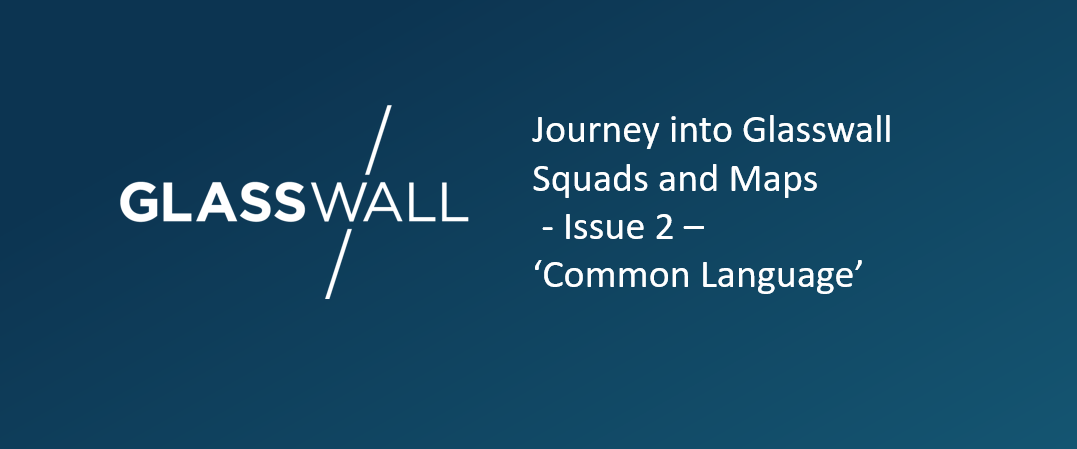 GLASSWALL
Journey into Glasswall
Squads and Maps
- Issue 2 –
‘Common Language’